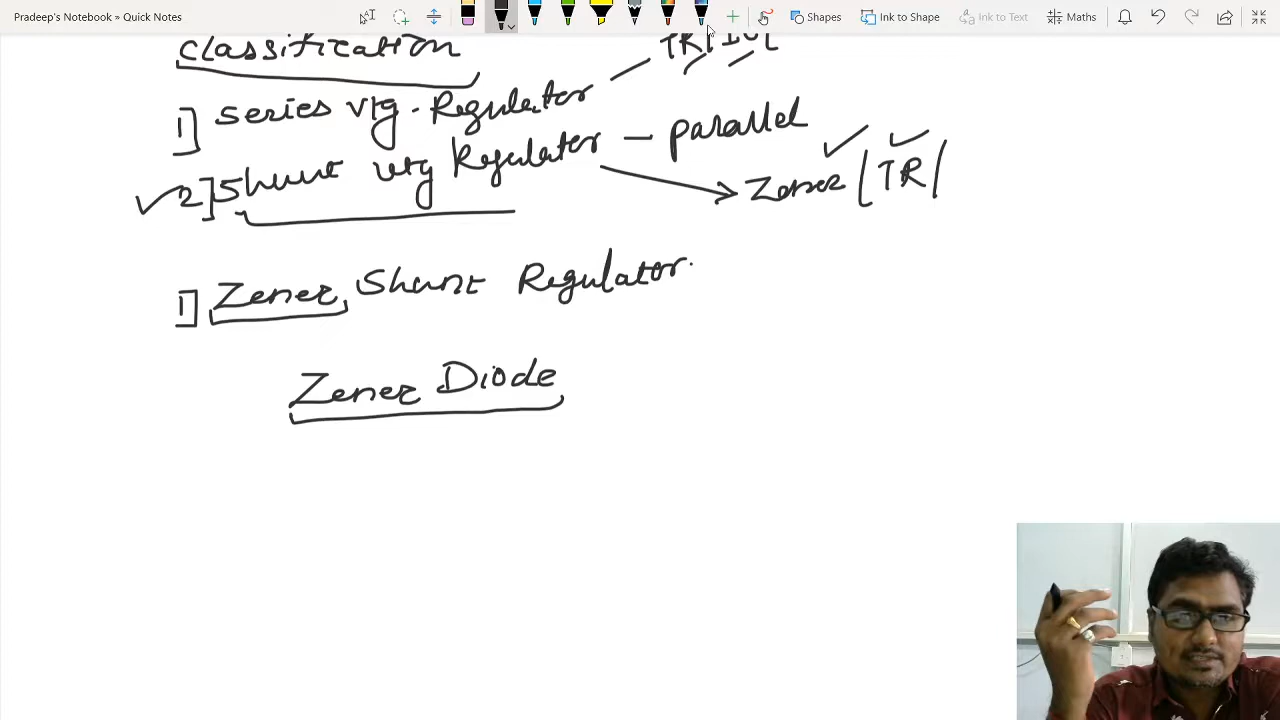 Pradeep's Notebook » Quick Notes
Shapes Ink to Shape Ink to Text Maths
classification
1] series vtg. Regulator — TR/
2] Shunt vtg Regulator — parallel
→ Zener / TR /
1] Zener Shunt Regulator.
Zener Diode